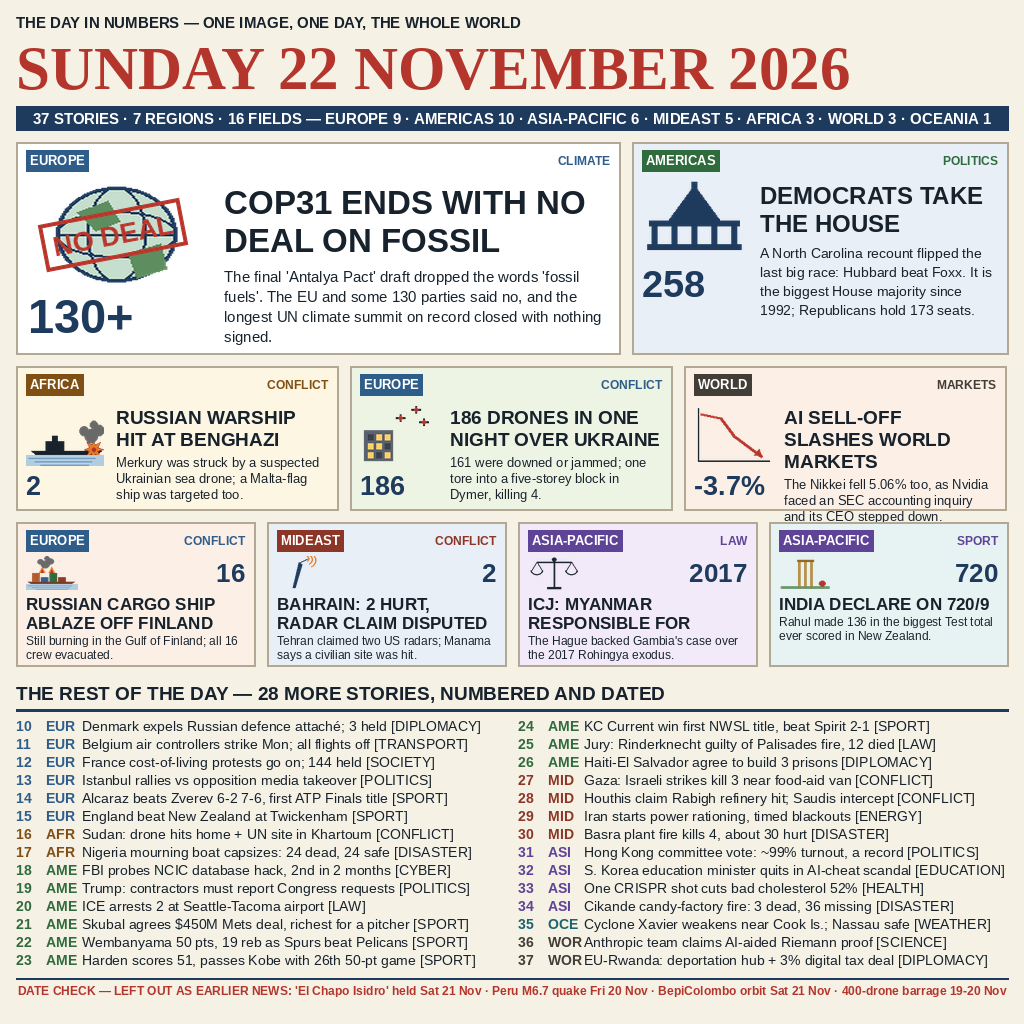 THE DAY IN NUMBERS — ONE IMAGE, ONE DAY, THE WHOLE WORLD
SUNDAY 22 NOVEMBER 2026
37 STORIES · 7 REGIONS · 16 FIELDS — EUROPE 9 · AMERICAS 10 · ASIA-PACIFIC 6 · MIDEAST 5 · AFRICA 3 · WORLD 3 · OCEANIA 1
EUROPE
CLIMATE
NO DEAL
130+
COP31 ENDS WITH NO
DEAL ON FOSSIL
The final 'Antalya Pact' draft dropped the words 'fossil
fuels'. The EU and some 130 parties said no, and the
longest UN climate summit on record closed with nothing
signed.
AMERICAS
POLITICS
258
DEMOCRATS TAKE
THE HOUSE
A North Carolina recount flipped the
last big race: Hubbard beat Foxx. It is
the biggest House majority since
1992; Republicans hold 173 seats.
AFRICA
CONFLICT
2
RUSSIAN WARSHIP
HIT AT BENGHAZI
Merkury was struck by a suspected
Ukrainian sea drone; a Malta-flag
ship was targeted too.
EUROPE
CONFLICT
186
186 DRONES IN ONE
NIGHT OVER UKRAINE
161 were downed or jammed; one
tore into a five-storey block in
Dymer, killing 4.
WORLD
MARKETS
-3.7%
AI SELL-OFF
SLASHES WORLD
MARKETS
The Nikkei fell 5.06% too, as Nvidia
faced an SEC accounting inquiry
and its CEO stepped down.
EUROPE
CONFLICT
16
RUSSIAN CARGO SHIP
ABLAZE OFF FINLAND
Still burning in the Gulf of Finland; all 16
crew evacuated.
MIDEAST
CONFLICT
2
BAHRAIN: 2 HURT,
RADAR CLAIM DISPUTED
Tehran claimed two US radars; Manama
says a civilian site was hit.
ASIA-PACIFIC
LAW
2017
ICJ: MYANMAR
RESPONSIBLE FOR
The Hague backed Gambia's case over
the 2017 Rohingya exodus.
ASIA-PACIFIC
SPORT
720
INDIA DECLARE ON 720/9
Rahul made 136 in the biggest Test total
ever scored in New Zealand.
THE REST OF THE DAY — 28 MORE STORIES, NUMBERED AND DATED
10 EUR Denmark expels Russian defence attaché; 3 held [DIPLOMACY]
11 EUR Belgium air controllers strike Mon; all flights off [TRANSPORT]
12 EUR France cost-of-living protests go on; 144 held [SOCIETY]
13 EUR Istanbul rallies vs opposition media takeover [POLITICS]
14 EUR Alcaraz beats Zverev 6-2 7-6, first ATP Finals title [SPORT]
15 EUR England beat New Zealand at Twickenham [SPORT]
16 AFR Sudan: drone hits home + UN site in Khartoum [CONFLICT]
17 AFR Nigeria mourning boat capsizes: 24 dead, 24 safe [DISASTER]
18 AME FBI probes NCIC database hack, 2nd in 2 months [CYBER]
19 AME Trump: contractors must report Congress requests [POLITICS]
20 AME ICE arrests 2 at Seattle-Tacoma airport [LAW]
21 AME Skubal agrees $450M Mets deal, richest for a pitcher [SPORT]
22 AME Wembanyama 50 pts, 19 reb as Spurs beat Pelicans [SPORT]
23 AME Harden scores 51, passes Kobe with 26th 50-pt game [SPORT]
24 AME KC Current win first NWSL title, beat Spirit 2-1 [SPORT]
25 AME Jury: Rinderknecht guilty of Palisades fire, 12 died [LAW]
26 AME Haiti-El Salvador agree to build 3 prisons [DIPLOMACY]
27 MID Gaza: Israeli strikes kill 3 near food-aid van [CONFLICT]
28 MID Houthis claim Rabigh refinery hit; Saudis intercept [CONFLICT]
29 MID Iran starts power rationing, timed blackouts [ENERGY]
30 MID Basra plant fire kills 4, about 30 hurt [DISASTER]
31 ASI Hong Kong committee vote: ~99% turnout, a record [POLITICS]
32 ASI S. Korea education minister quits in AI-cheat scandal [EDUCATION]
33 ASI One CRISPR shot cuts bad cholesterol 52% [HEALTH]
34 ASI Cikande candy-factory fire: 3 dead, 36 missing [DISASTER]
35 OCE Cyclone Xavier weakens near Cook Is.; Nassau safe [WEATHER]
36 WOR Anthropic team claims AI-aided Riemann proof [SCIENCE]
37 WOR EU-Rwanda: deportation hub + 3% digital tax deal [DIPLOMACY]
DATE CHECK — LEFT OUT AS EARLIER NEWS: 'El Chapo Isidro' held Sat 21 Nov · Peru M6.7 quake Fri 20 Nov · BepiColombo orbit Sat 21 Nov · 400-drone barrage 19-20 Nov